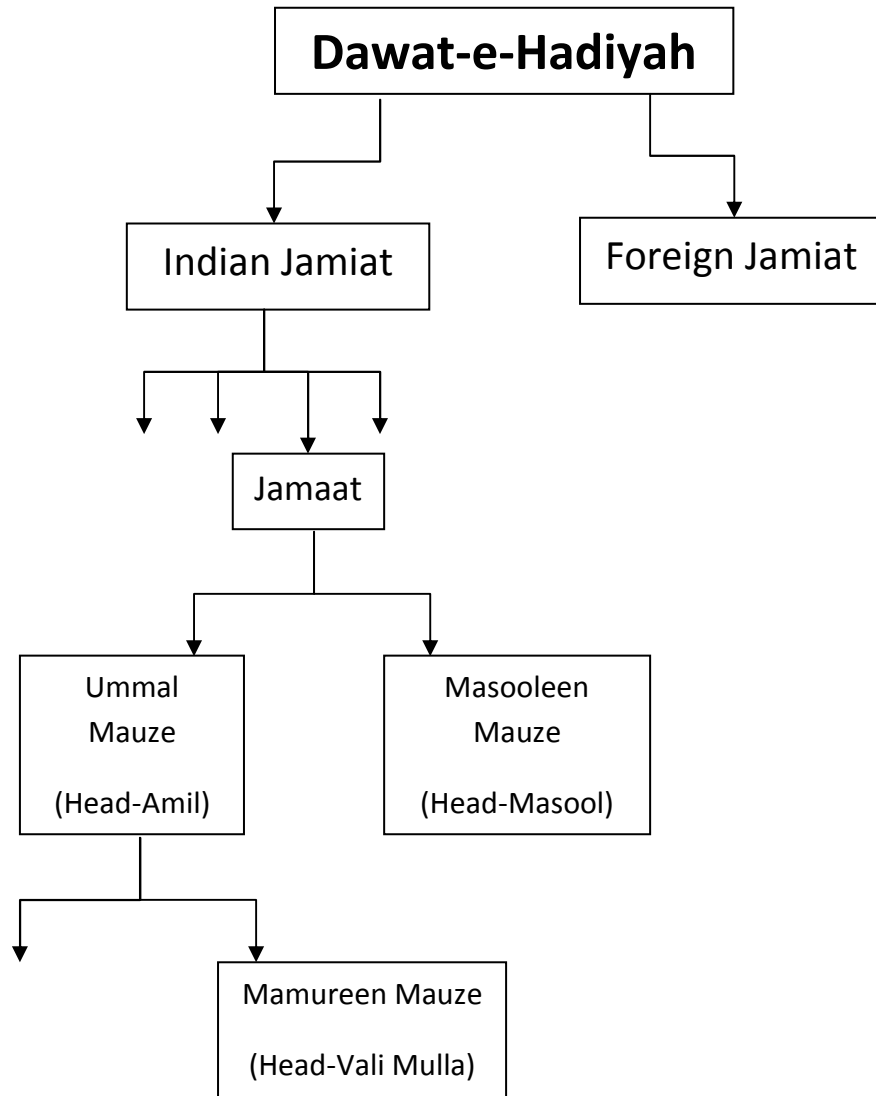 Dawat-e-Hadiyah
Indian Jamiat
Foreign Jamiat
Jamaat
Ummal
Mauze
(Head-Amil)
Masooleen
Mauze
(Head-Masool)
Mamureen Mauze
(Head-Vali Mulla)